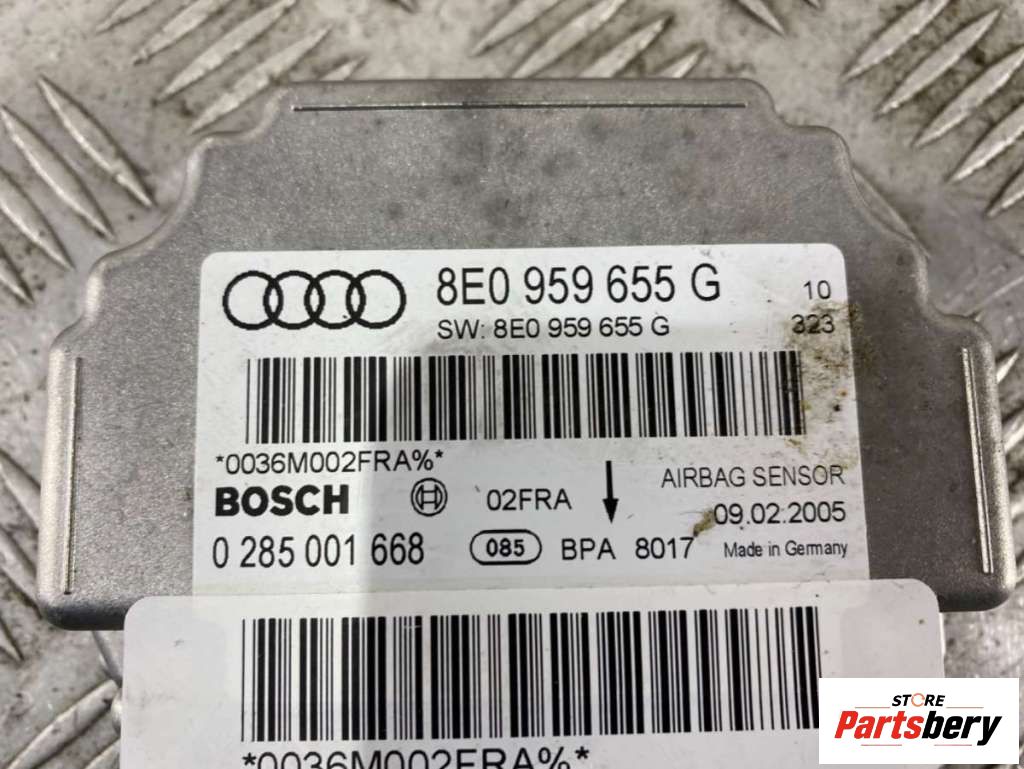 8E0 959 655 G
10
SW: 8E0 959 655 G
323
*0036M002FRA%*
BOSCH
02FRA
AIRBAG SENSOR
09.02.2005
0 285 001 668
085
BPA 8017
Made in Germany
*0036M002FRA%*
STORE
Partsbery